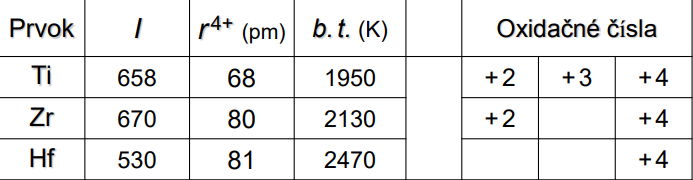 Prvok I r4+ (pm) b. t. (K) Oxidačné čísla
Ti 658 68 1950 +2 +3 +4
Zr 670 80 2130 +2 +4
Hf 530 81 2470 +4